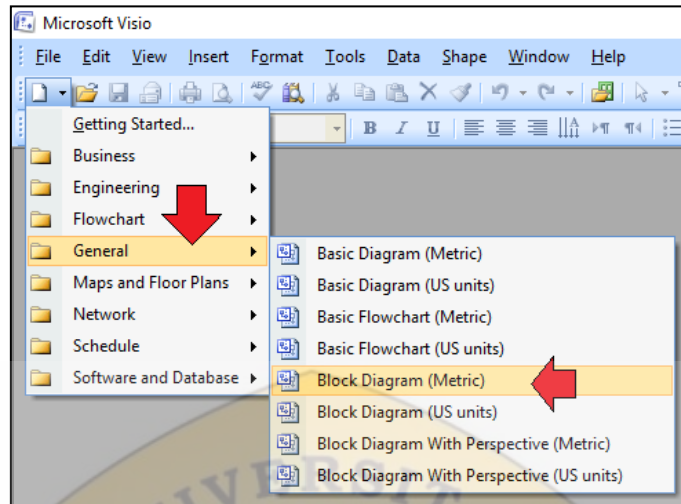 Microsoft Visio
File Edit View Insert Format Tools Data Shape Window Help
ABC
B I U A
Getting Started...
Business
Engineering
Flowchart
General
Maps and Floor Plans
Network
Schedule
Software and Database
Basic Diagram (Metric)
Basic Diagram (US units)
Basic Flowchart (Metric)
Basic Flowchart (US units)
Block Diagram (Metric)
Block Diagram (US units)
Block Diagram With Perspective (Metric)
Block Diagram With Perspective (US units)